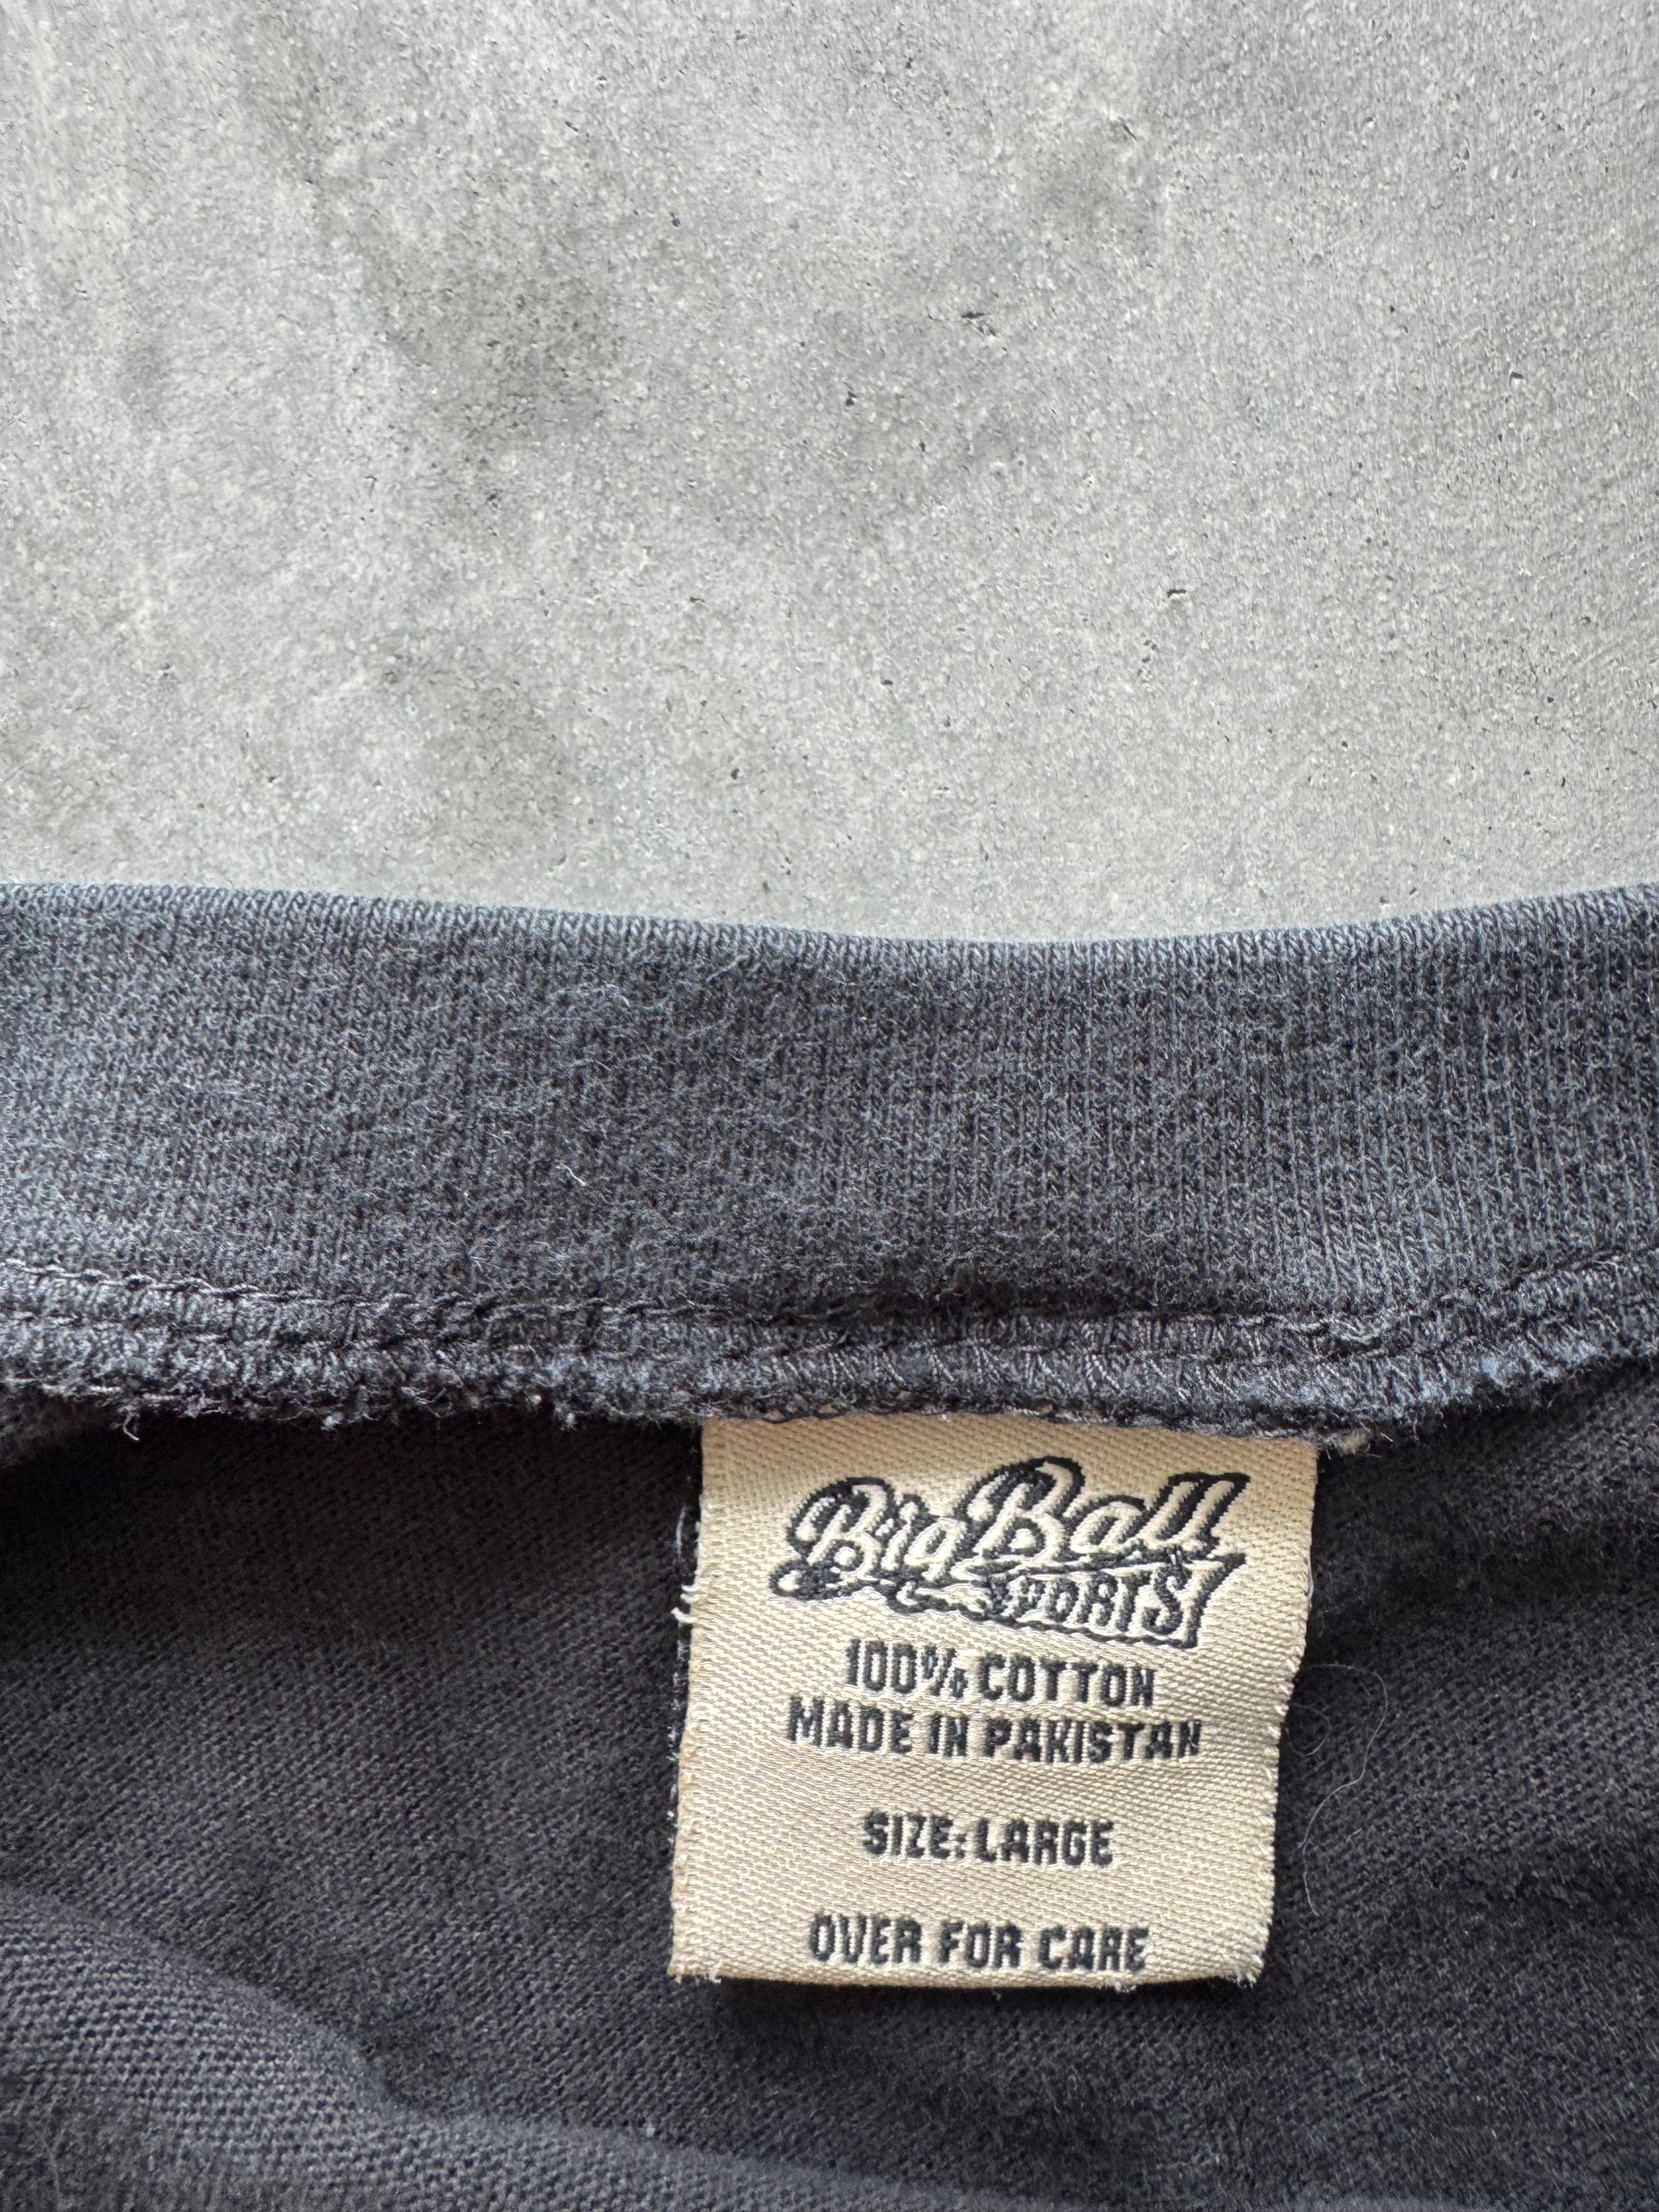 Big Ball
SPORTS
100% COTTON
MADE IN PAKISTAN
SIZE: LARGE
OVER FOR CARE